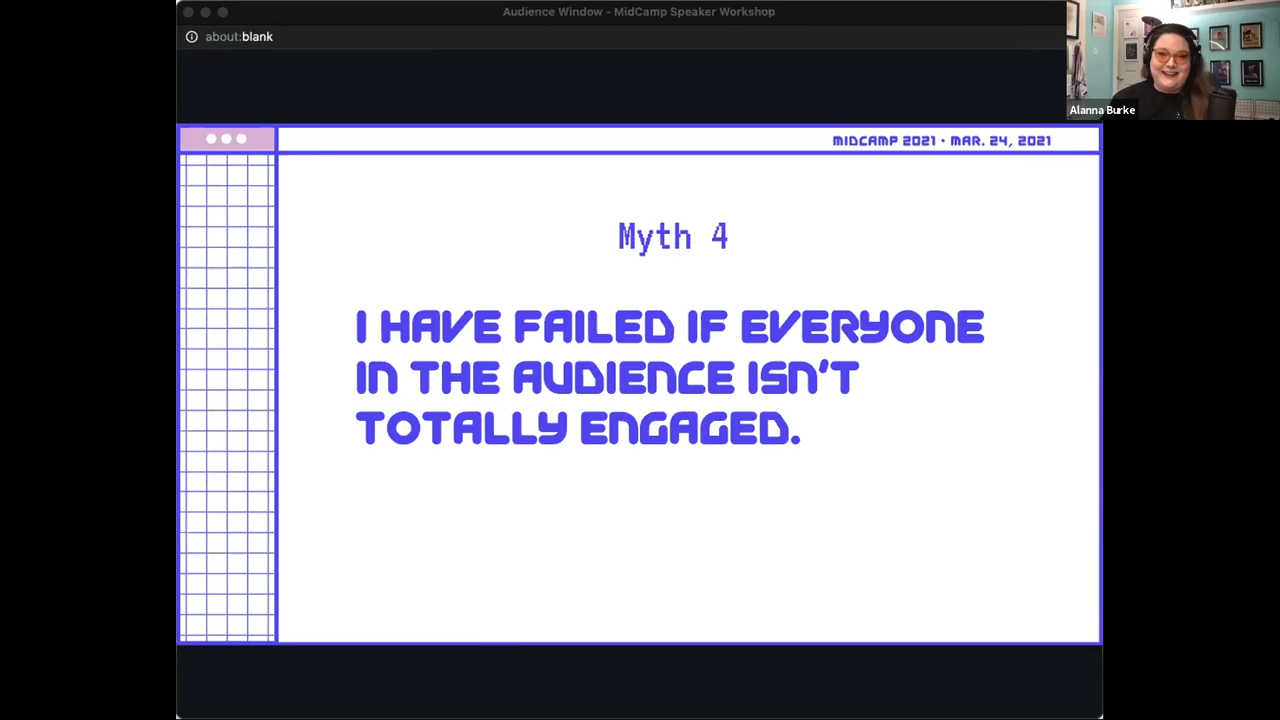 Audience Window - MidCamp Speaker Workshop
about:blank
Alanna Burke
MIDCAMP 2021 • MAR. 24, 2021
Myth 4
I HAVE FAILED IF EVERYONE
IN THE AUDIENCE ISN'T
TOTALLY ENGAGED.